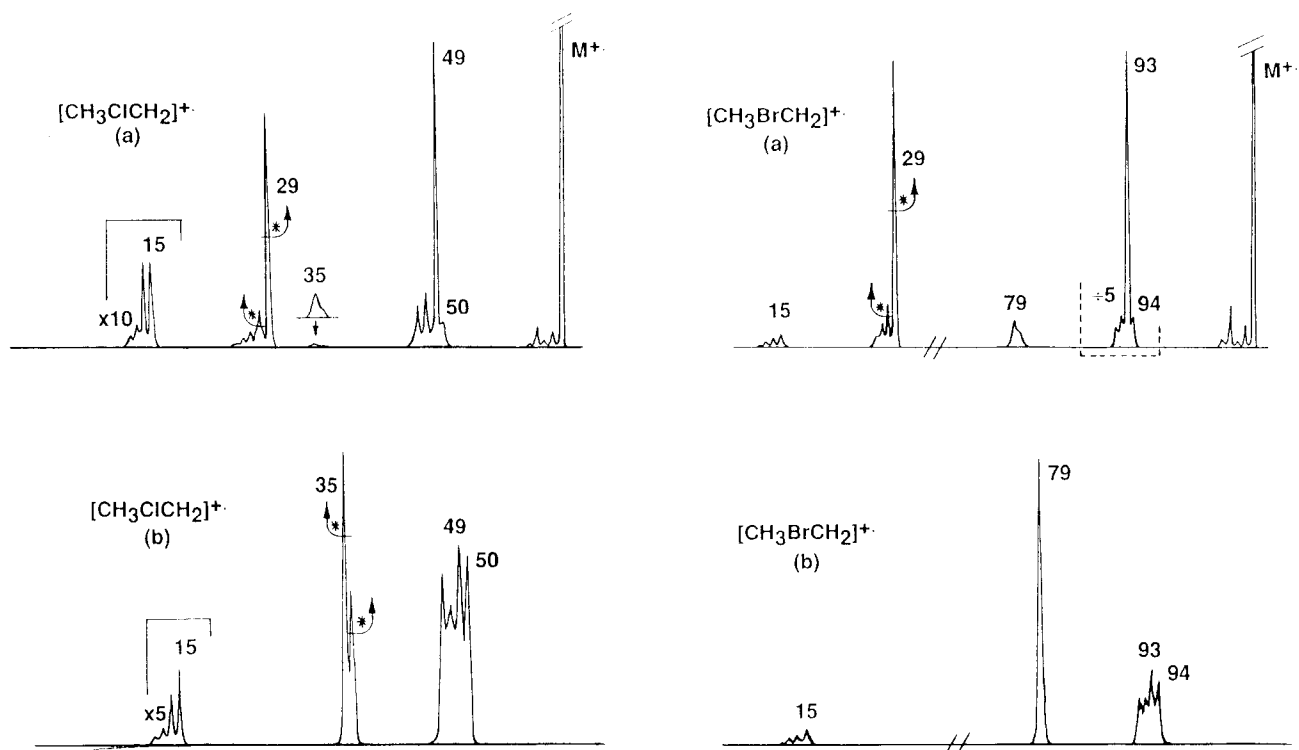 [CH₃ClCH₂]⁺·
(a)
x10
15
29
*
*
35
49
50
M⁺·
[CH₃BrCH₂]⁺·
(a)
15
29
*
*
79
÷5
93
94
M⁺·
[CH₃ClCH₂]⁺·
(b)
x5
15
35
*
*
49
50
[CH₃BrCH₂]⁺·
(b)
15
79
93
94